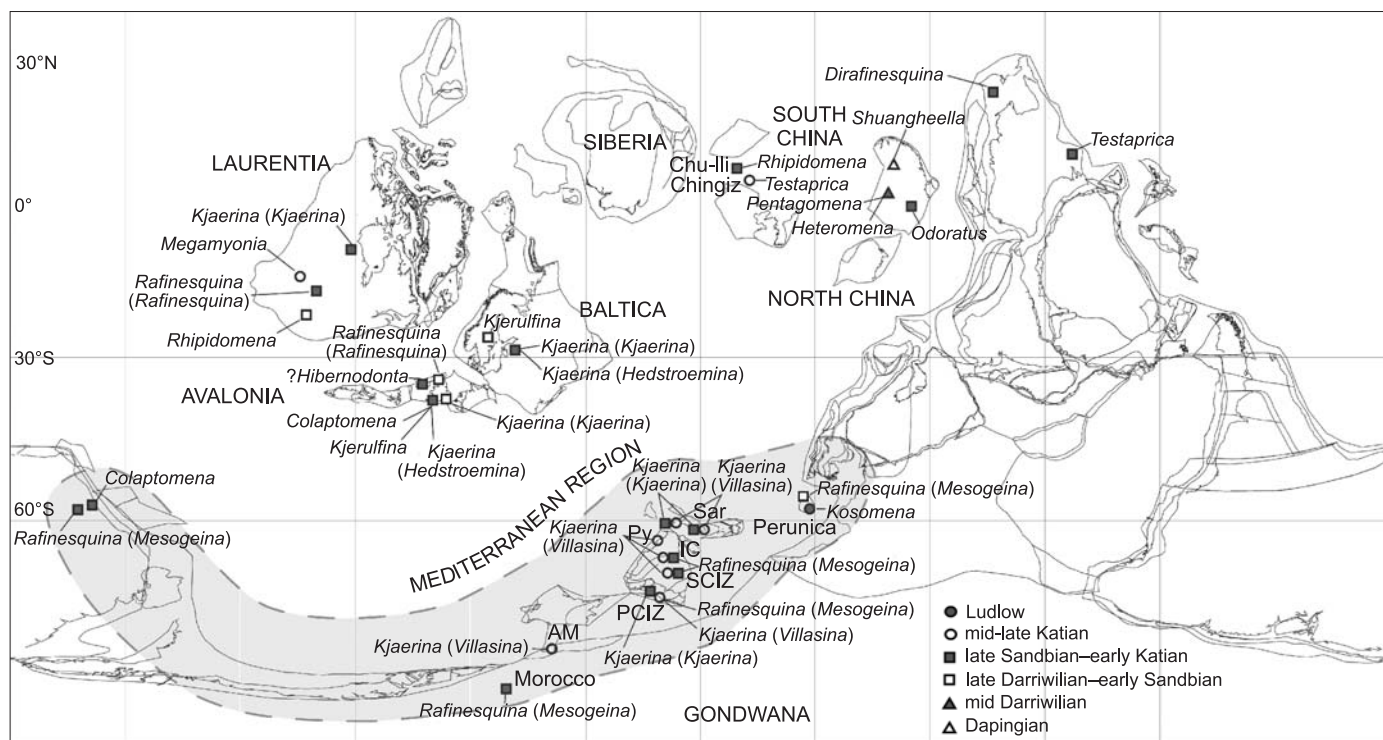 30°N
Dirafinesquina
SOUTH
CHINA
Shuangheella
SIBERIA
LAURENTIA
Chu-Ili
Rhipidomena
Testaprica
Chingiz
Testaprica
Pentagomena
0°
Kjaerina (Kjaerina)
Heteromena
Odoratus
Megamyonia
Rafinesquina
(Rafinesquina)
NORTH CHINA
BALTICA
Rhipidomena
Rafinesquina
(Rafinesquina)
Kjerulfina
Kjaerina (Kjaerina)
30°S
?Hibernodonta
Kjaerina (Hedstroemina)
AVALONIA
Colaptomena
Kjaerina (Kjaerina)
Kjerulfina
Kjaerina
(Hedstroemina)
MEDITERRANEAN REGION
Kjaerina
(Kjaerina)
Kjaerina
(Villasina)
Colaptomena
Rafinesquina (Mesogeina)
Sar
Kosomena
60°S
Kjaerina
(Villasina)
Py
Perunica
Rafinesquina (Mesogeina)
IC
Rafinesquina (Mesogeina)
SCIZ
PCIZ
Rafinesquina (Mesogeina)
AM
Kjaerina (Villasina)
Kjaerina (Villasina)
Kjaerina (Kjaerina)
Morocco
Rafinesquina (Mesogeina)
GONDWANA
Ludlow
mid-late Katian
late Sandbian–early Katian
late Darriwilian–early Sandbian
mid Darriwilian
Dapingian